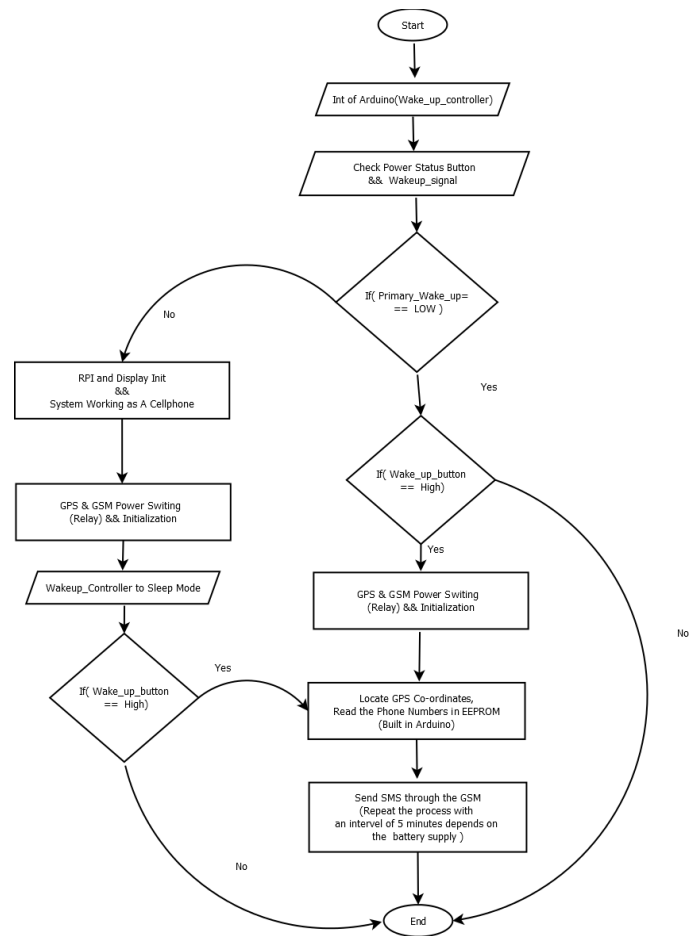 Start
Int of Arduino(Wake_up_controller)
Check Power Status Button
&& Wakeup_signal
If( Primary_Wake_up=
== LOW )
No
Yes
RPI and Display Init
&&
System Working as A Cellphone
If( Wake_up_button
== High)
GPS & GSM Power Switing
(Relay) && Initialization
Yes
No
Wakeup_Controller to Sleep Mode
GPS & GSM Power Switing
(Relay) && Initialization
If( Wake_up_button
== High)
Yes
Locate GPS Co-ordinates,
Read the Phone Numbers in EEPROM
(Built in Arduino)
Send SMS through the GSM
(Repeat the process with
an intervel of 5 minutes depends on
the battery supply )
No
End